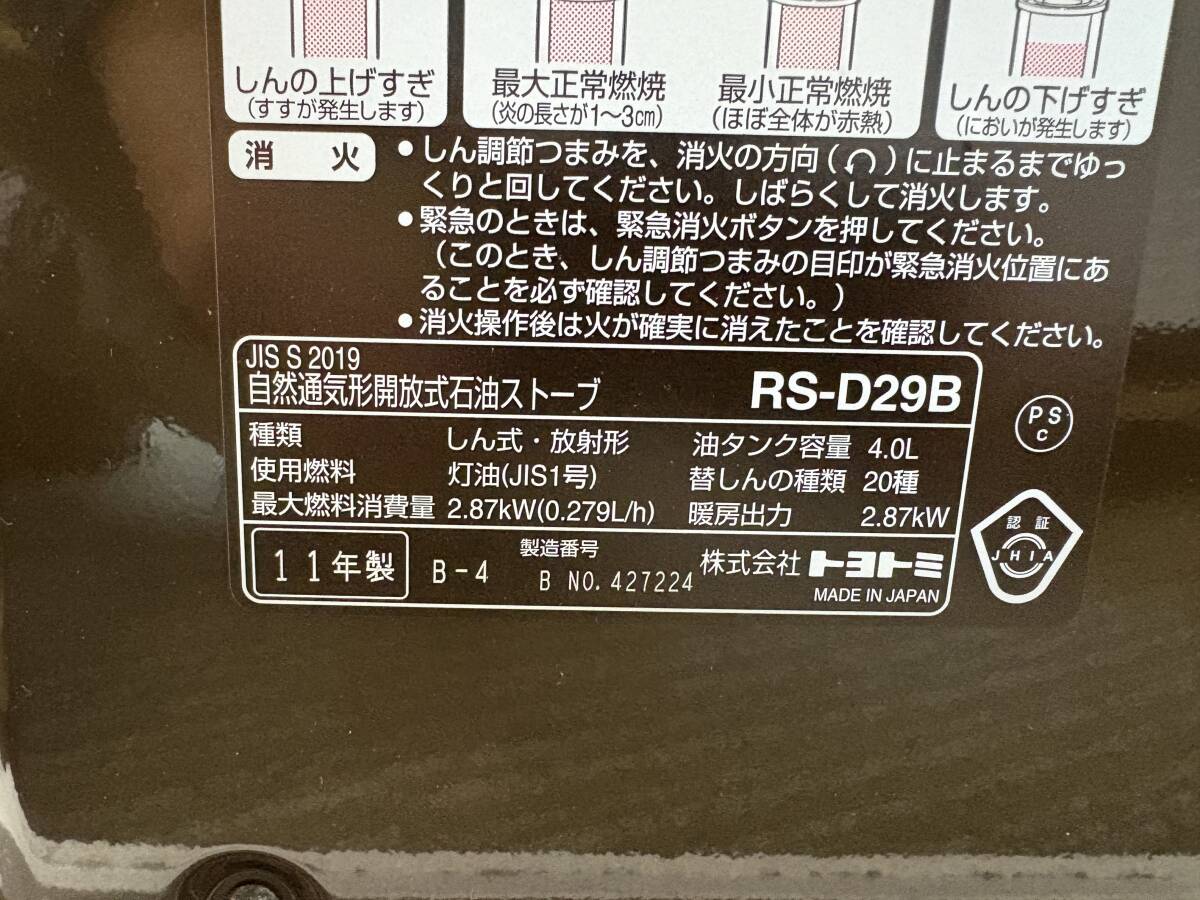 しんの上げすぎ
(すすが発生します)
最大正常燃焼
(炎の長さが1〜3㎝)
最小正常燃焼
(ほぼ全体が赤熱)
しんの下げすぎ
(においが発生します)
消 火
●しん調節つまみを、消火の方向(↶)に止まるまでゆっ
くりと回してください。しばらくして消火します。
●緊急のときは、緊急消火ボタンを押してください。
(このとき、しん調節つまみの目印が緊急消火位置にあ
ることを必ず確認してください。)
●消火操作後は火が確実に消えたことを確認してください。
JIS S 2019
自然通気形開放式石油ストーブ RS-D29B
種類 しん式・放射形 油タンク容量 4.0L
使用燃料 灯油(JIS1号) 替しんの種類 20種
最大燃料消費量 2.87kW(0.279L/h) 暖房出力 2.87kW
11年製 B-4
製造番号
B NO.427224
株式会社 トヨトミ
MADE IN JAPAN
PS
C
認証
JHIA